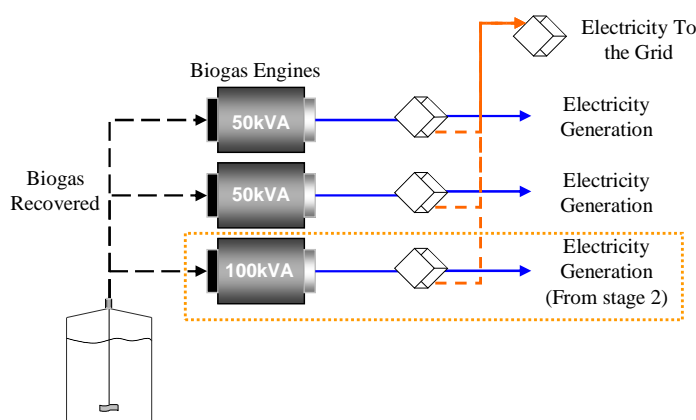 Electricity To
the Grid
Biogas Engines
50kVA
Electricity
Generation
Biogas
Recovered
50kVA
Electricity
Generation
100kVA
Electricity
Generation
(From stage 2)